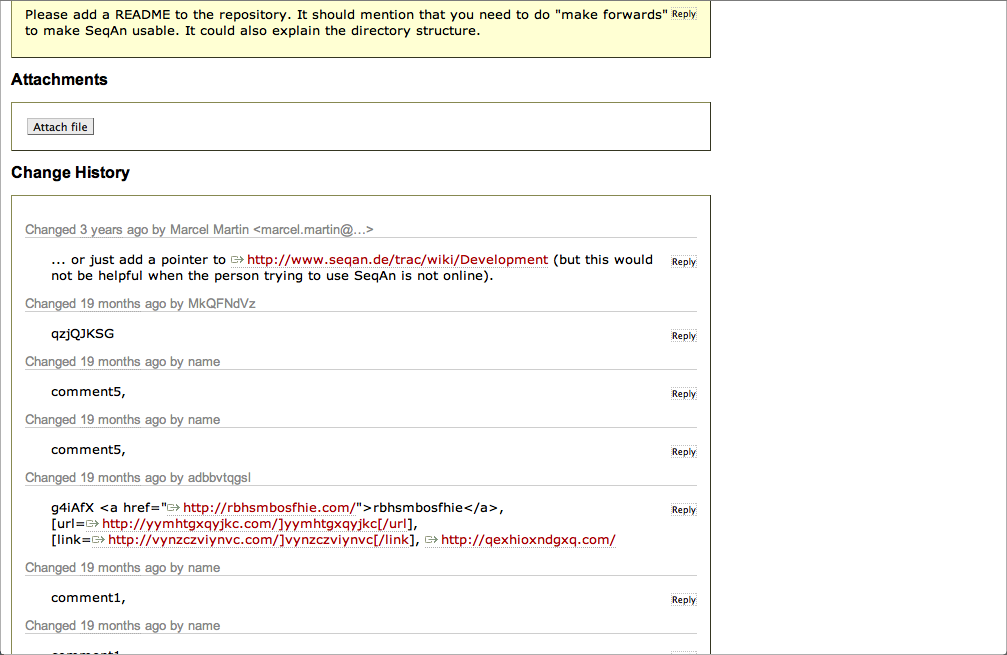 Please add a README to the repository. It should mention that you need to do "make forwards" Reply
to make SeqAn usable. It could also explain the directory structure.
Attachments
Attach file
Change History
Changed 3 years ago by Marcel Martin <marcel.martin@…>
... or just add a pointer to http://www.seqan.de/trac/wiki/Development (but this would
not be helpful when the person trying to use SeqAn is not online). Reply
Changed 19 months ago by MkQFNdVz
qzjQJKSG Reply
Changed 19 months ago by name
comment5, Reply
Changed 19 months ago by name
comment5, Reply
Changed 19 months ago by adbbvtqgsl
g4iAfX <a href="http://rbhsmbosfhie.com/">rbhsmbosfhie</a>, Reply
[url=http://yymhtgxqyjkc.com/]yymhtgxqyjkc[/url],
[link=http://vynzczviynvc.com/]vynzczviynvc[/link], http://qexhioxndgxq.com/
Changed 19 months ago by name
comment1, Reply
Changed 19 months ago by name